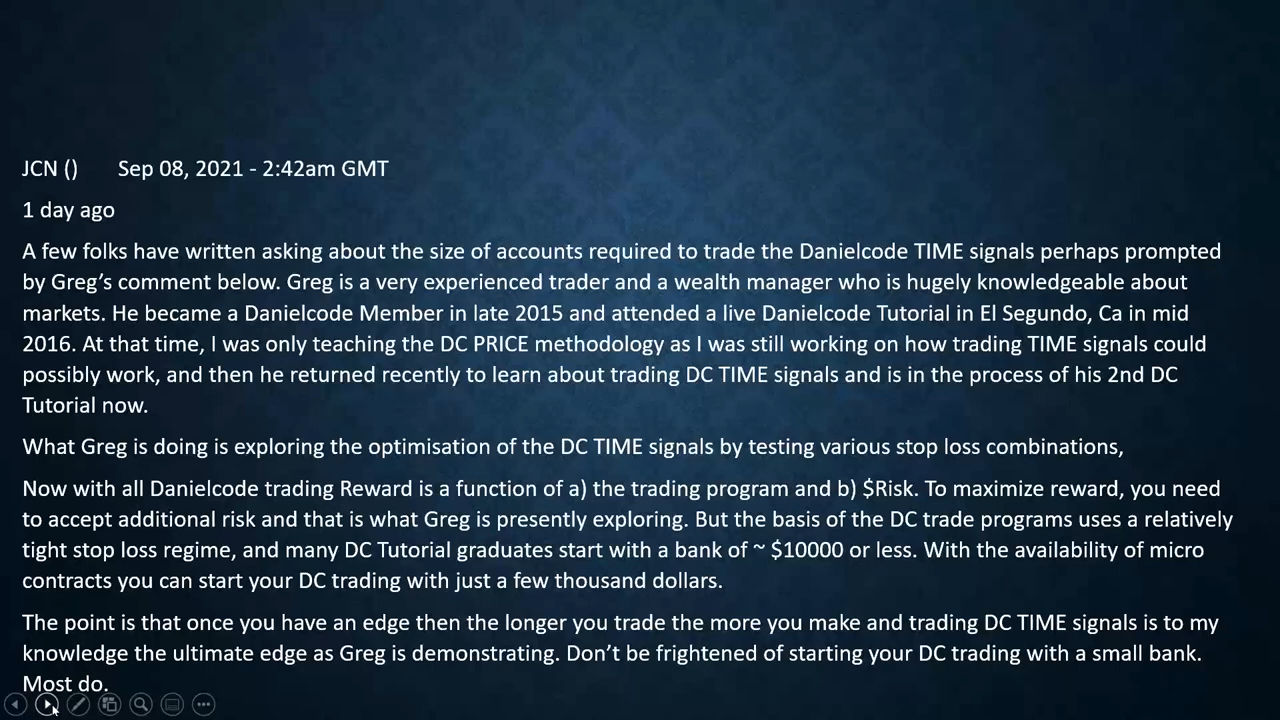 JCN ()      Sep 08, 2021 - 2:42am GMT
1 day ago
A few folks have written asking about the size of accounts required to trade the Danielcode TIME signals perhaps prompted
by Greg’s comment below. Greg is a very experienced trader and a wealth manager who is hugely knowledgeable about
markets. He became a Danielcode Member in late 2015 and attended a live Danielcode Tutorial in El Segundo, Ca in mid
2016. At that time, I was only teaching the DC PRICE methodology as I was still working on how trading TIME signals could
possibly work, and then he returned recently to learn about trading DC TIME signals and is in the process of his 2nd DC
Tutorial now.
What Greg is doing is exploring the optimisation of the DC TIME signals by testing various stop loss combinations,
Now with all Danielcode trading Reward is a function of a) the trading program and b) $Risk. To maximize reward, you need
to accept additional risk and that is what Greg is presently exploring. But the basis of the DC trade programs uses a relatively
tight stop loss regime, and many DC Tutorial graduates start with a bank of ~ $10000 or less. With the availability of micro
contracts you can start your DC trading with just a few thousand dollars.
The point is that once you have an edge then the longer you trade the more you make and trading DC TIME signals is to my
knowledge the ultimate edge as Greg is demonstrating. Don’t be frightened of starting your DC trading with a small bank.
Most do.